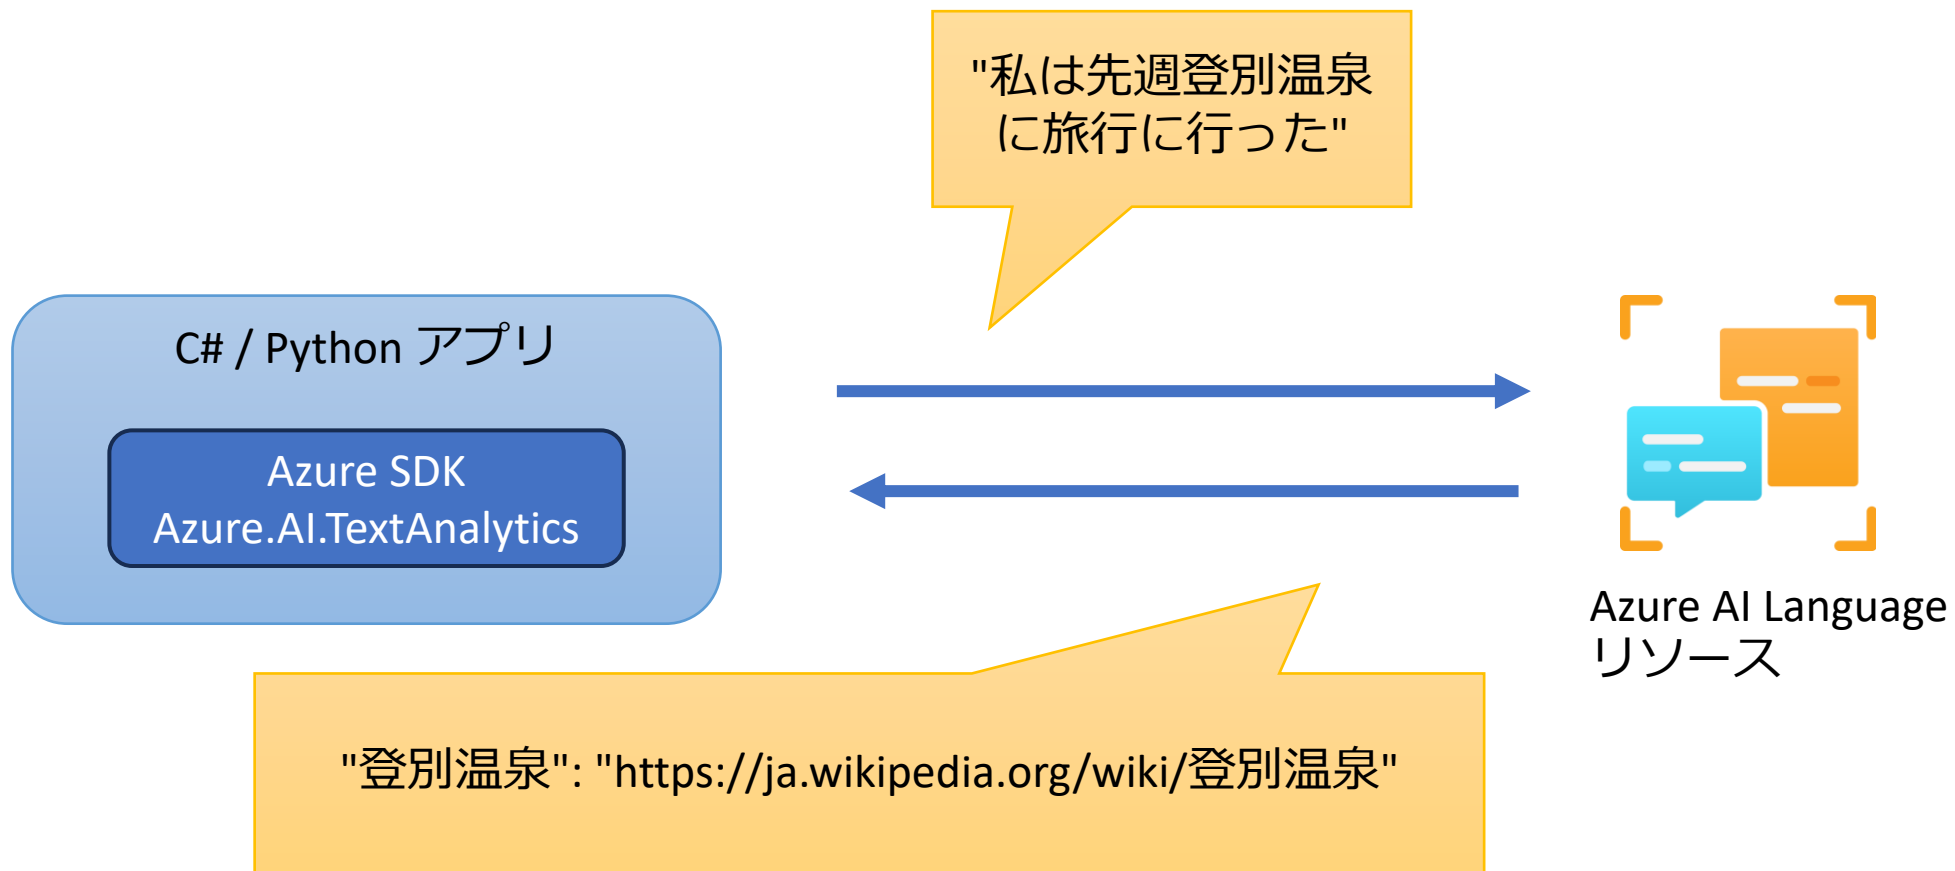 "私は先週登別温泉
に旅行に行った"
C# / Python アプリ
Azure SDK
Azure.AI.TextAnalytics
Azure AI Language
リソース
"登別温泉": "https://ja.wikipedia.org/wiki/登別温泉"